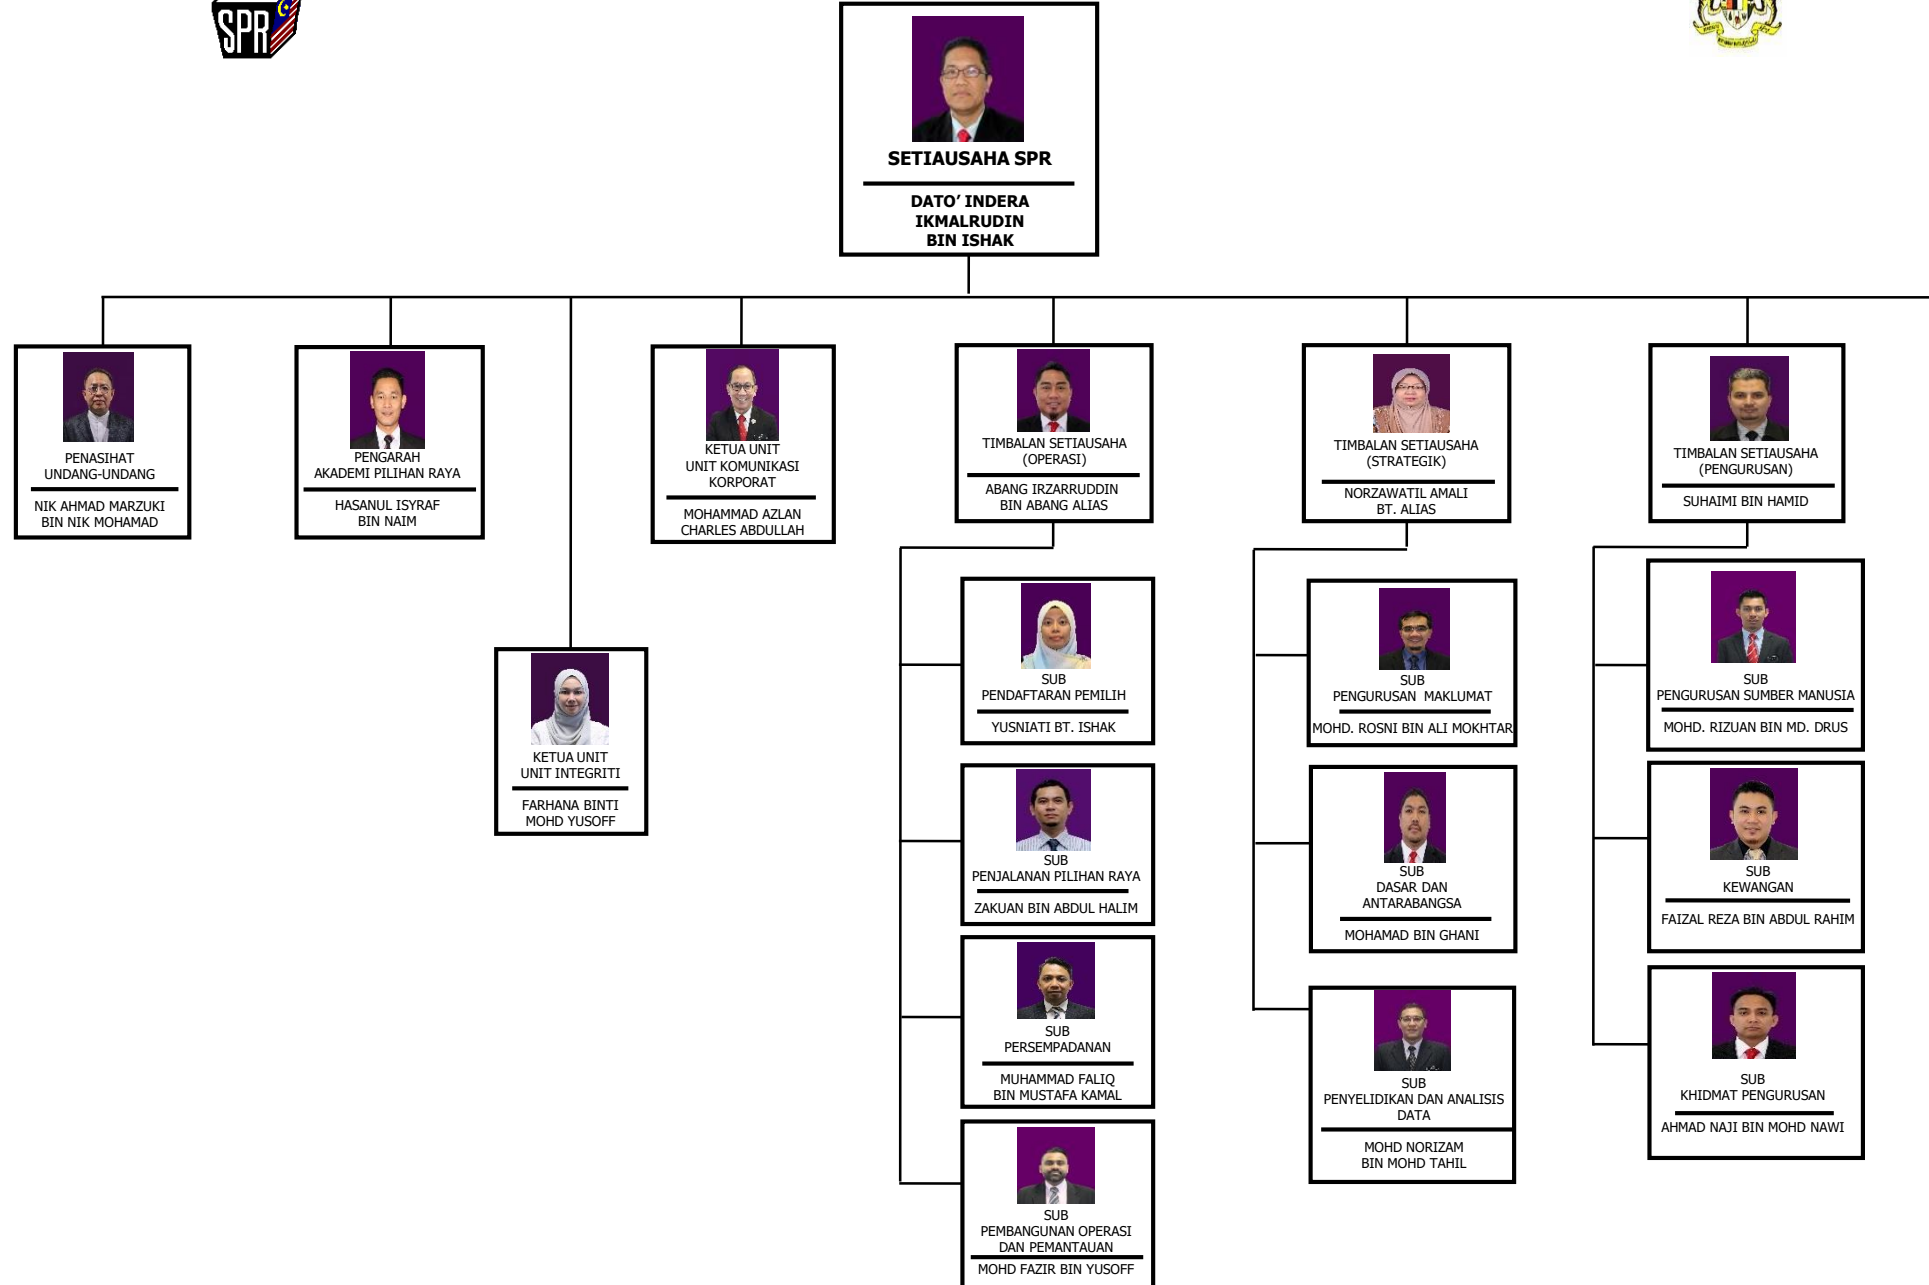 SPR
SETIAUSAHA SPR
DATO’ INDERA
IKMALRUDIN
BIN ISHAK
PENASIHAT
UNDANG-UNDANG
NIK AHMAD MARZUKI
BIN NIK MOHAMAD
PENGARAH
AKADEMI PILIHAN RAYA
HASANUL ISYRAF
BIN NAIM
KETUA UNIT
UNIT INTEGRITI
FARHANA BINTI
MOHD YUSOFF
KETUA UNIT
UNIT KOMUNIKASI
KORPORAT
MOHAMMAD AZLAN
CHARLES ABDULLAH
TIMBALAN SETIAUSAHA
(OPERASI)
ABANG IRZARRUDDIN
BIN ABANG ALIAS
SUB
PENDAFTARAN PEMILIH
YUSNIATI BT. ISHAK
SUB
PENJALANAN PILIHAN RAYA
ZAKUAN BIN ABDUL HALIM
SUB
PERSEMPADANAN
MUHAMMAD FALIQ
BIN MUSTAFA KAMAL
SUB
PEMBANGUNAN OPERASI
DAN PEMANTAUAN
MOHD FAZIR BIN YUSOFF
TIMBALAN SETIAUSAHA
(STRATEGIK)
NORZAWATIL AMALI
BT. ALIAS
SUB
PENGURUSAN MAKLUMAT
MOHD. ROSNI BIN ALI MOKHTAR
SUB
DASAR DAN
ANTARABANGSA
MOHAMAD BIN GHANI
SUB
PENYELIDIKAN DAN ANALISIS
DATA
MOHD NORIZAM
BIN MOHD TAHIL
TIMBALAN SETIAUSAHA
(PENGURUSAN)
SUHAIMI BIN HAMID
SUB
PENGURUSAN SUMBER MANUSIA
MOHD. RIZUAN BIN MD. DRUS
SUB
KEWANGAN
FAIZAL REZA BIN ABDUL RAHIM
SUB
KHIDMAT PENGURUSAN
AHMAD NAJI BIN MOHD NAWI